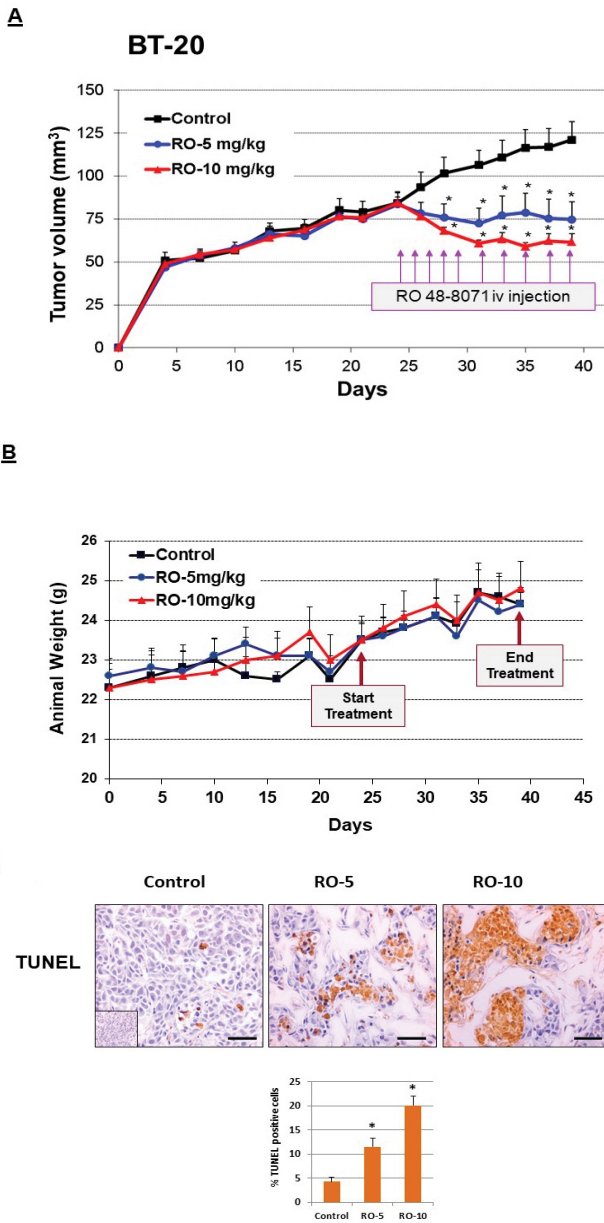 A
BT-20
150
125
100
75
50
25
0
Tumor volume (mm³)
Control
RO-5 mg/kg
RO-10 mg/kg
* * * * * *
* * * * * *
RO 48-8071 iv injection
0 5 10 15 20 25 30 35 40
Days
B
26
25
24
23
22
21
20
Animal Weight (g)
Control
RO-5mg/kg
RO-10mg/kg
Start
Treatment
End
Treatment
0 5 10 15 20 25 30 35 40 45
Days
Control RO-5 RO-10
TUNEL
25
20
15
10
5
0
% TUNEL positive cells
* *
Control RO-5 RO-10